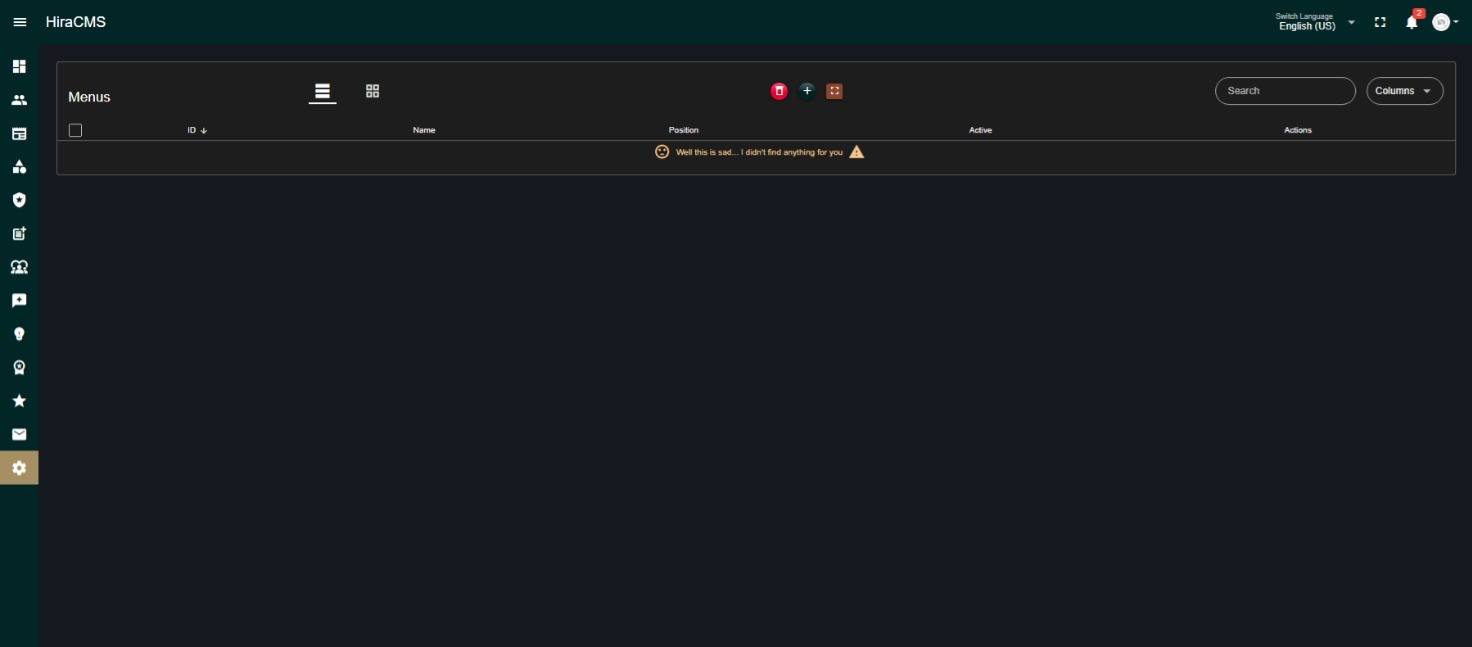 HiraCMS
Switch Language
English (US)
2
Menus
Search
Columns
ID
Name
Position
Active
Actions
Well this is sad... I didn't find anything for you